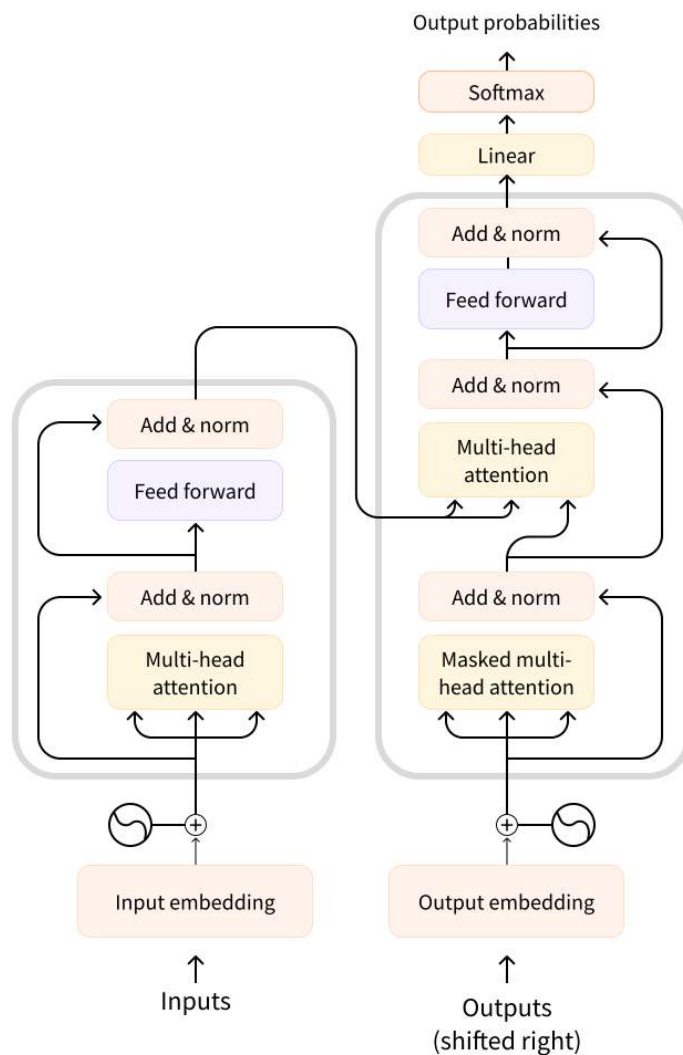 Output probabilities
Softmax
Linear
Add & norm
Feed forward
Add & norm
Multi-head
attention
Add & norm
Masked multi-
head attention
Add & norm
Feed forward
Add & norm
Multi-head
attention
Input embedding
Output embedding
Inputs
Outputs
(shifted right)